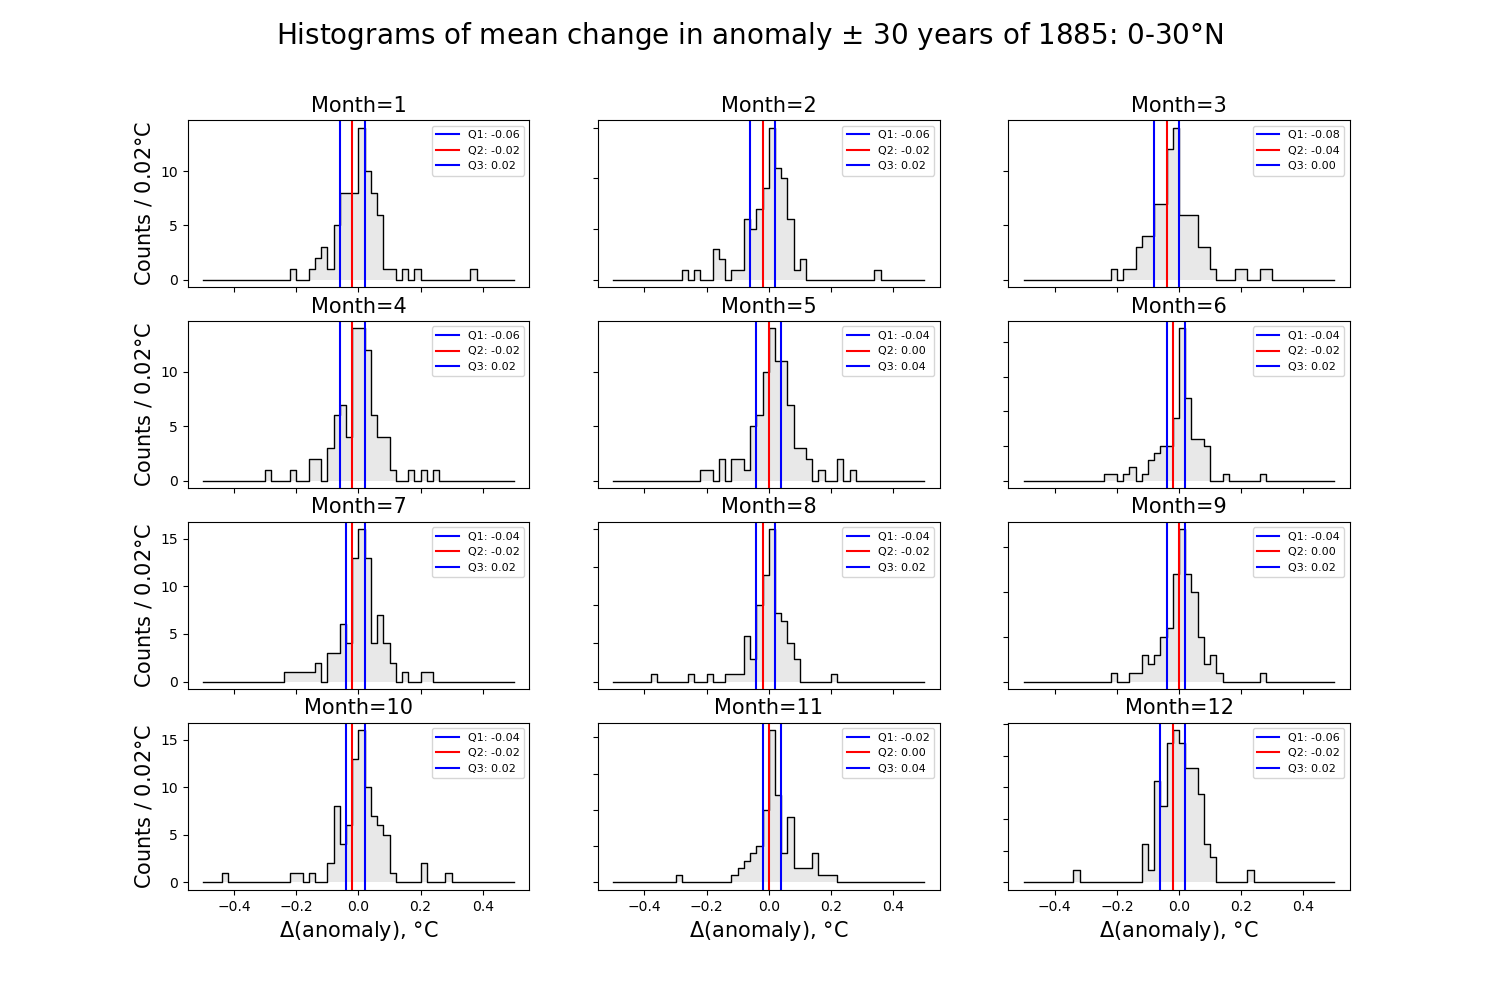 Histograms of mean change in anomaly ± 30 years of 1885: 0-30°N
Month=1
Counts / 0.02°C
10
5
0
Q1: -0.06
Q2: -0.02
Q3: 0.02
Month=2
Q1: -0.06
Q2: -0.02
Q3: 0.02
Month=3
Q1: -0.08
Q2: -0.04
Q3: 0.00
Month=4
Counts / 0.02°C
10
5
0
Q1: -0.06
Q2: -0.02
Q3: 0.02
Month=5
Q1: -0.04
Q2: 0.00
Q3: 0.04
Month=6
Q1: -0.04
Q2: -0.02
Q3: 0.02
Month=7
Counts / 0.02°C
15
10
5
0
Q1: -0.04
Q2: -0.02
Q3: 0.02
Month=8
Q1: -0.04
Q2: -0.02
Q3: 0.02
Month=9
Q1: -0.04
Q2: 0.00
Q3: 0.02
Month=10
Counts / 0.02°C
15
10
5
0
Q1: -0.04
Q2: -0.02
Q3: 0.02
−0.4 −0.2 0.0 0.2 0.4
Δ(anomaly), °C
Month=11
Q1: -0.02
Q2: 0.00
Q3: 0.04
−0.4 −0.2 0.0 0.2 0.4
Δ(anomaly), °C
Month=12
Q1: -0.06
Q2: -0.02
Q3: 0.02
−0.4 −0.2 0.0 0.2 0.4
Δ(anomaly), °C